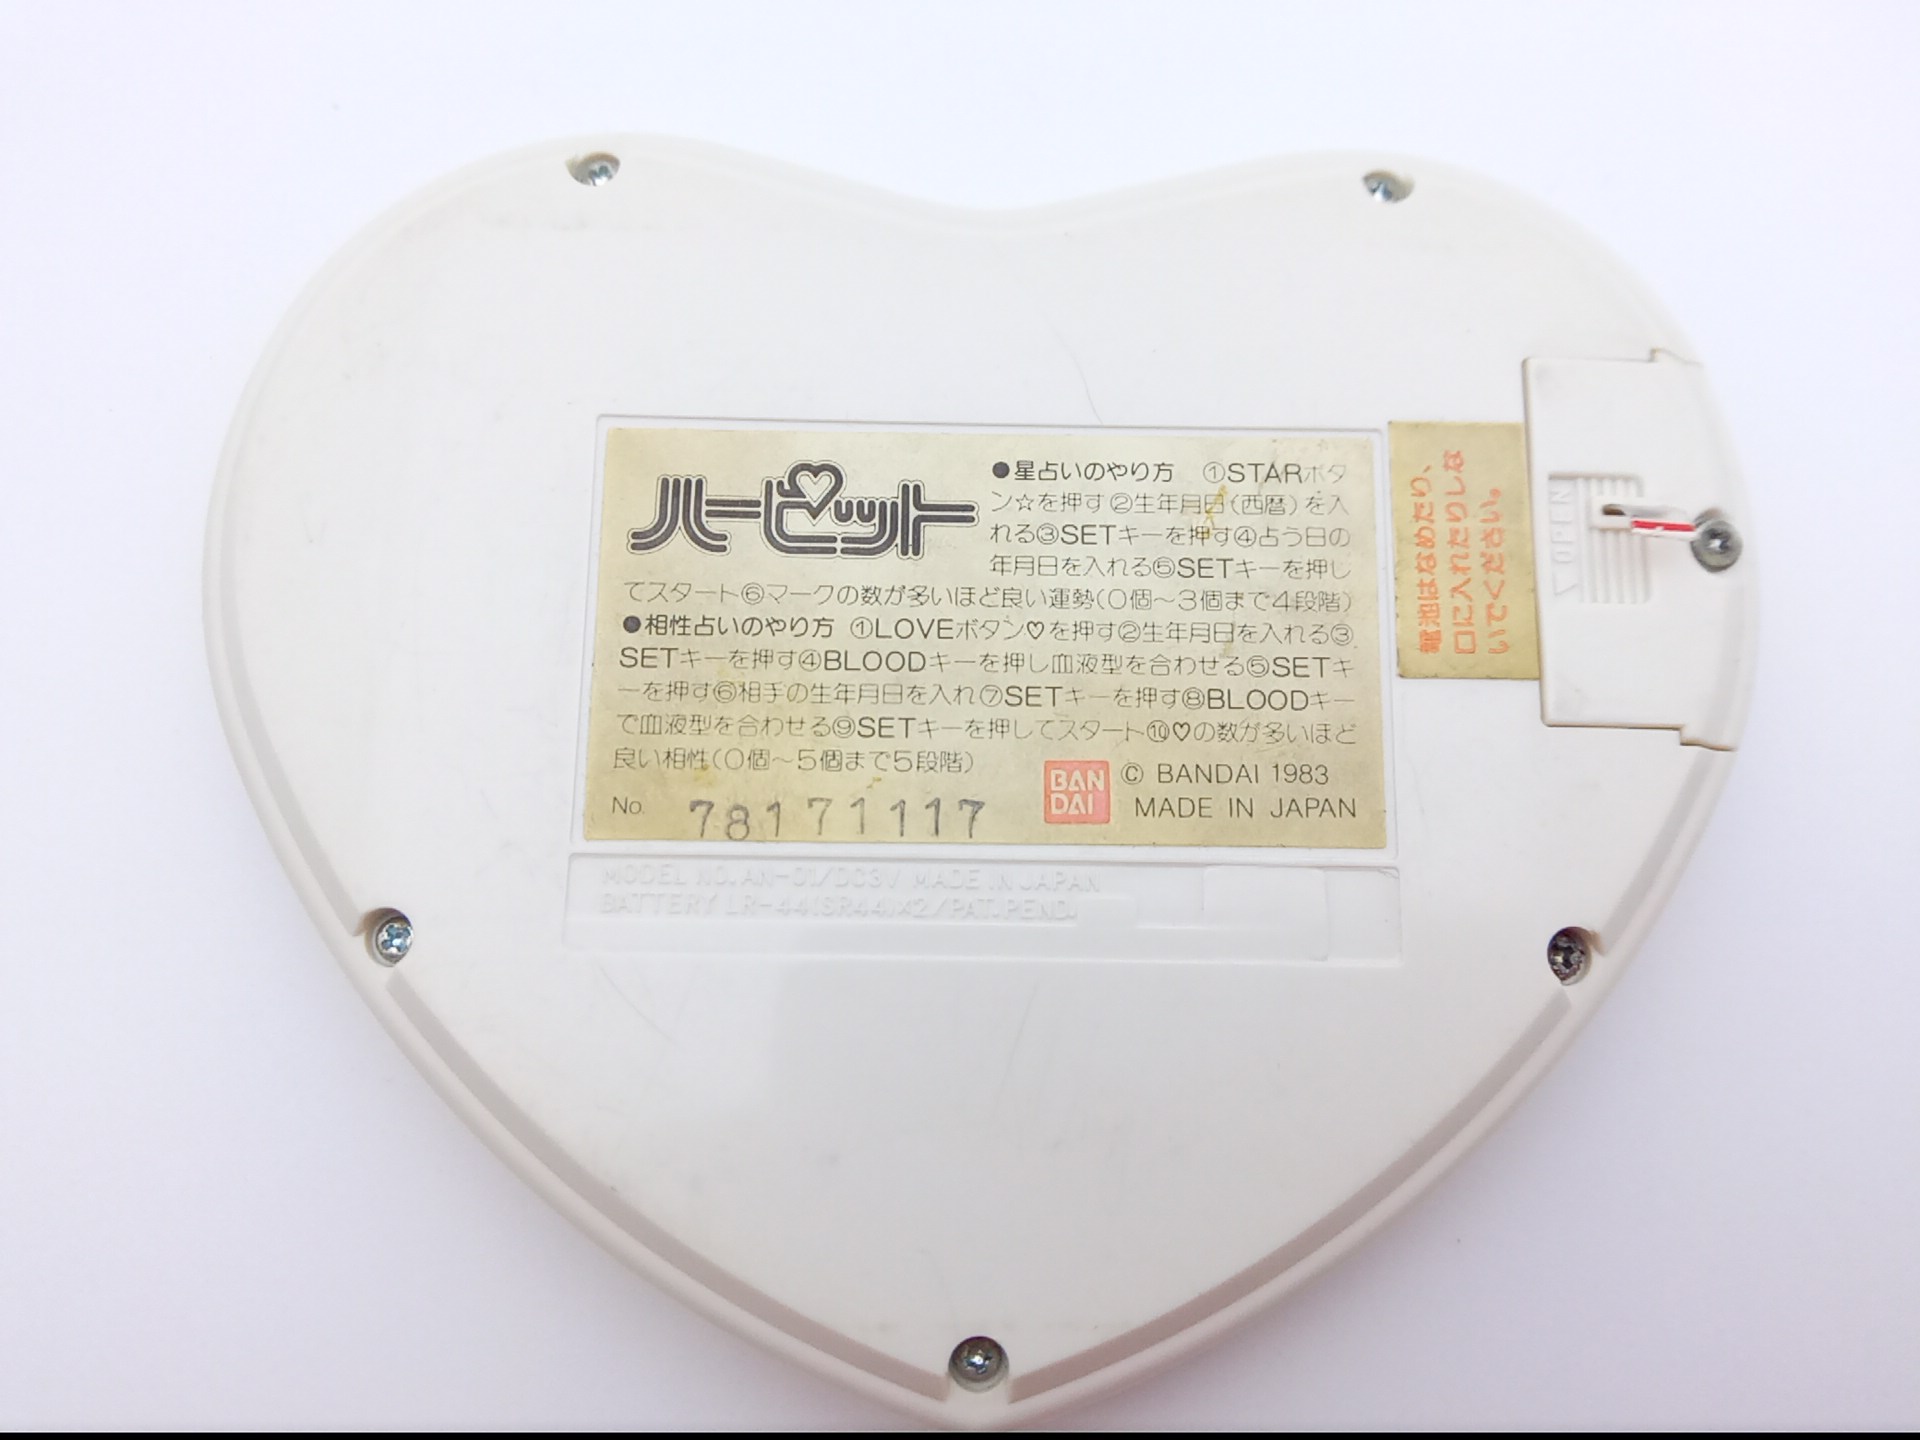 ハーピット
●星占いのやり方 ①STARボタ
ン☆を押す②生年月日(西暦)を入
れる③SETキーを押す④占う日の
年月日を入れる⑤SETキーを押し
てスタート⑥マークの数が多いほど良い運勢(0個〜3個まで4段階)
●相性占いのやり方 ①LOVEボタン♡を押す②生年月日を入れる③
SETキーを押す④BLOODキーを押し血液型を合わせる⑤SETキ
ーを押す⑥相手の生年月日を入れ⑦SETキーを押す⑧BLOODキー
で血液型を合わせる⑨SETキーを押してスタート⑩♡の数が多いほど
良い相性(0個〜5個まで5段階)
No. 78171117
BAN
DAI
© BANDAI 1983
MADE IN JAPAN
MODEL NO. AN-01/DC3V MADE IN JAPAN
BATTERY LR-44(SR44)×2/PAT. PEND.
電池はなめたり、
口に入れたりしな
いでください。
OPEN